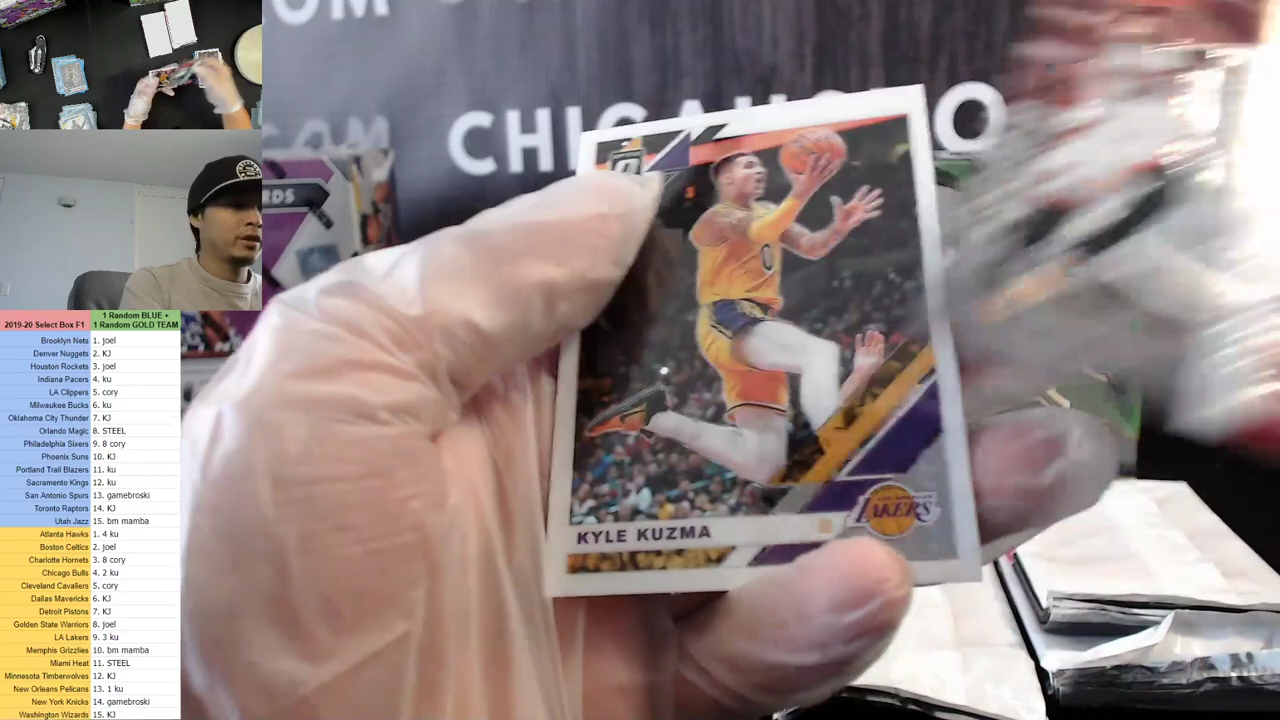 OM
.COM
CHICAGO
RDS
0
KYLE KUZMA
LOS ANGELES
LAKERS
2019-20 Select Box F1
1 Random BLUE +
1 Random GOLD TEAM
Brooklyn Nets 1. joel
Denver Nuggets 2. KJ
Houston Rockets 3. joel
Indiana Pacers 4. ku
LA Clippers 5. cory
Milwaukee Bucks 6. ku
Oklahoma City Thunder 7. KJ
Orlando Magic 8. STEEL
Philadelphia Sixers 9. 8 cory
Phoenix Suns 10. KJ
Portland Trail Blazers 11. ku
Sacramento Kings 12. ku
San Antonio Spurs 13. gamebroski
Toronto Raptors 14. KJ
Utah Jazz 15. bm mamba
Atlanta Hawks 1. 4 ku
Boston Celtics 2. joel
Charlotte Hornets 3. 8 cory
Chicago Bulls 4. 2 ku
Cleveland Cavaliers 5. cory
Dallas Mavericks 6. KJ
Detroit Pistons 7. KJ
Golden State Warriors 8. joel
LA Lakers 9. 3 ku
Memphis Grizzlies 10. bm mamba
Miami Heat 11. STEEL
Minnesota Timberwolves 12. KJ
New Orleans Pelicans 13. 1 ku
New York Knicks 14. gamebroski
Washington Wizards 15. KJ